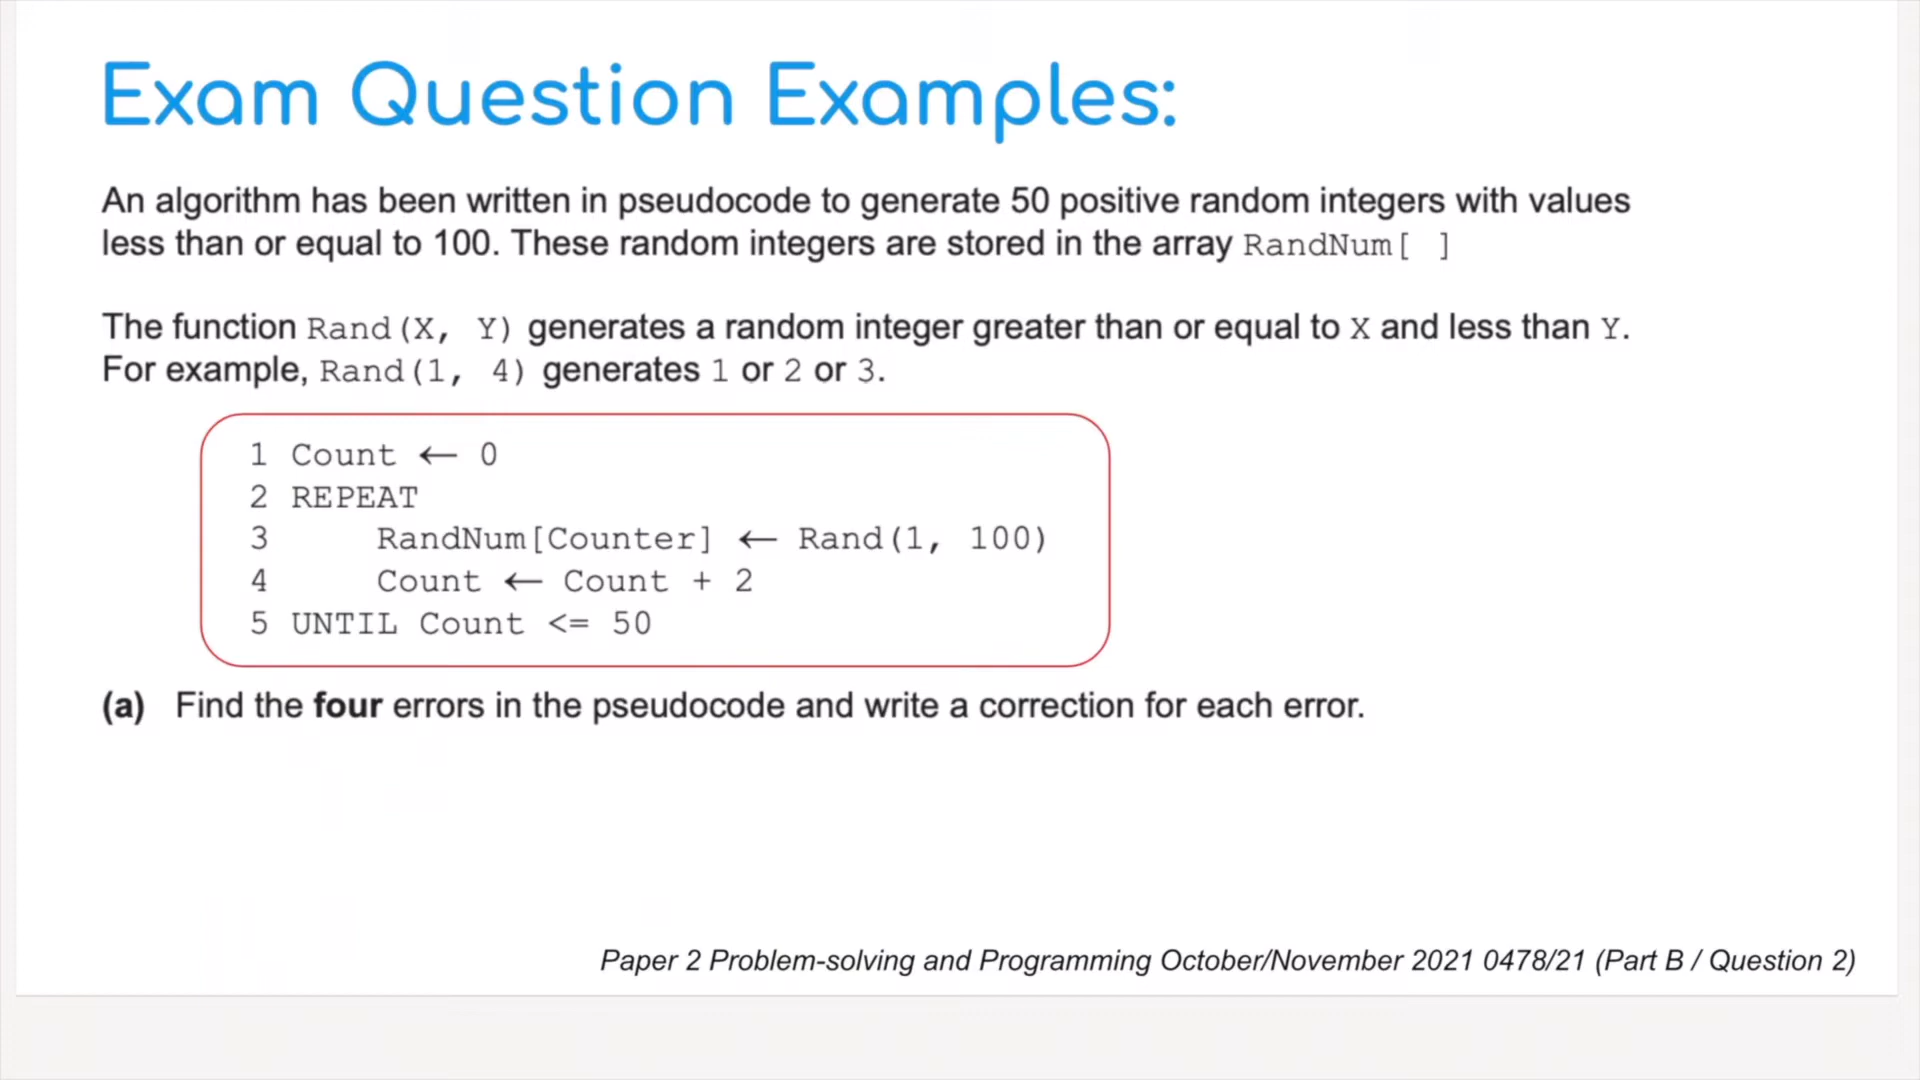 Exam Question Examples:
An algorithm has been written in pseudocode to generate 50 positive random integers with values
less than or equal to 100. These random integers are stored in the array RandNum[ ]
The function Rand(X, Y) generates a random integer greater than or equal to X and less than Y.
For example, Rand(1, 4) generates 1 or 2 or 3.
1 Count ← 0
2 REPEAT
3 RandNum[Counter] ← Rand(1, 100)
4 Count ← Count + 2
5 UNTIL Count <= 50
(a) Find the four errors in the pseudocode and write a correction for each error.
Paper 2 Problem-solving and Programming October/November 2021 0478/21 (Part B / Question 2)